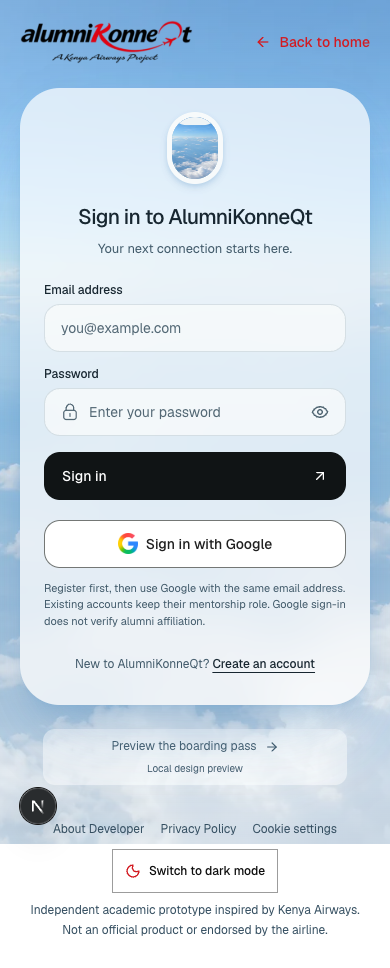 alumniKonneQt
A Kenya Airways Project
Back to home
Sign in to AlumniKonneQt
Your next connection starts here.
Email address
you@example.com
Password
Enter your password
Sign in
Sign in with Google
Register first, then use Google with the same email address.
Existing accounts keep their mentorship role. Google sign-in
does not verify alumni affiliation.
New to AlumniKonneQt? Create an account
Preview the boarding pass
Local design preview
N
About Developer Privacy Policy Cookie settings
Switch to dark mode
Independent academic prototype inspired by Kenya Airways.
Not an official product or endorsed by the airline.